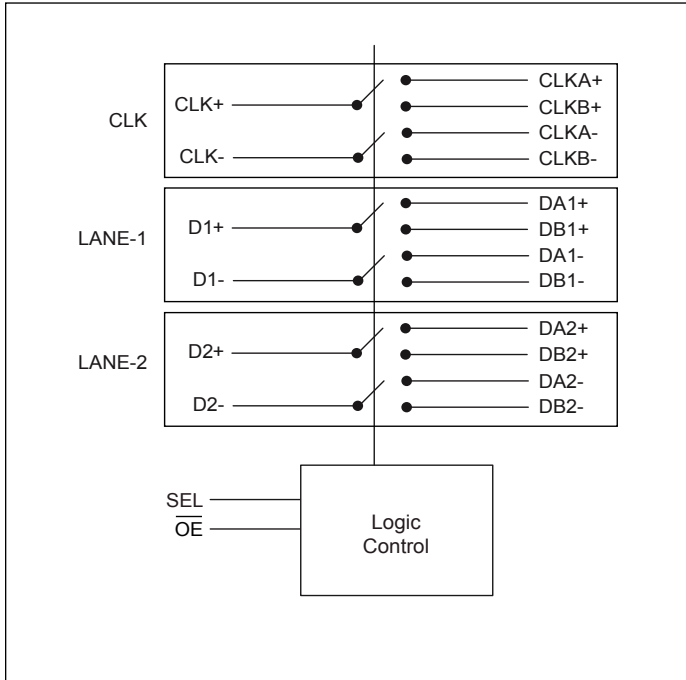 CLK
CLK+
CLK-
CLKA+
CLKB+
CLKA-
CLKB-
LANE-1
D1+
D1-
DA1+
DB1+
DA1-
DB1-
LANE-2
D2+
D2-
DA2+
DB2+
DA2-
DB2-
SEL
O̅E̅
Logic
Control